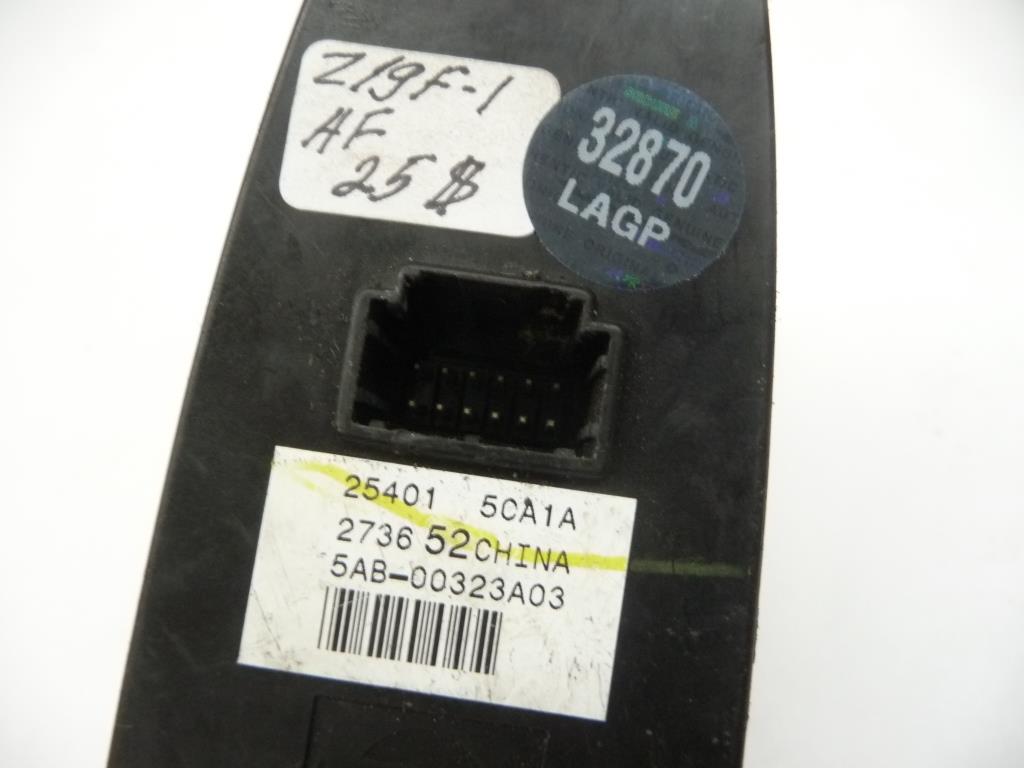 Z19F-1
AF
25 $
32870
LAGP
25401 5CA1A
2736 52CHINA
5AB-00323A03